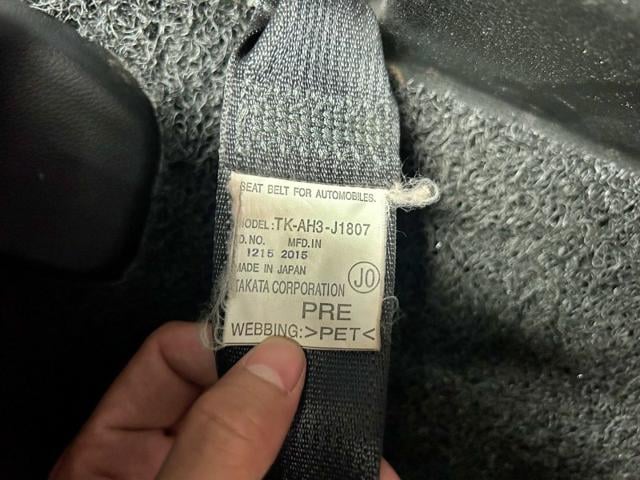 SEAT BELT FOR AUTOMOBILES.
MODEL:TK-AH3-J1807
D.NO. MFD.IN
1215 2015
MADE IN JAPAN
TAKATA CORPORATION
JO
PRE
WEBBING:>PET<